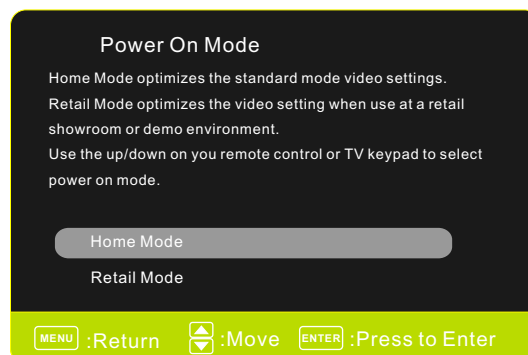 Power On Mode
Home Mode optimizes the standard mode video settings.
Retail Mode optimizes the video setting when use at a retail
showroom or demo environment.
Use the up/down on you remote control or TV keypad to select
power on mode.
Home Mode
Retail Mode
MENU :Return :Move ENTER :Press to Enter